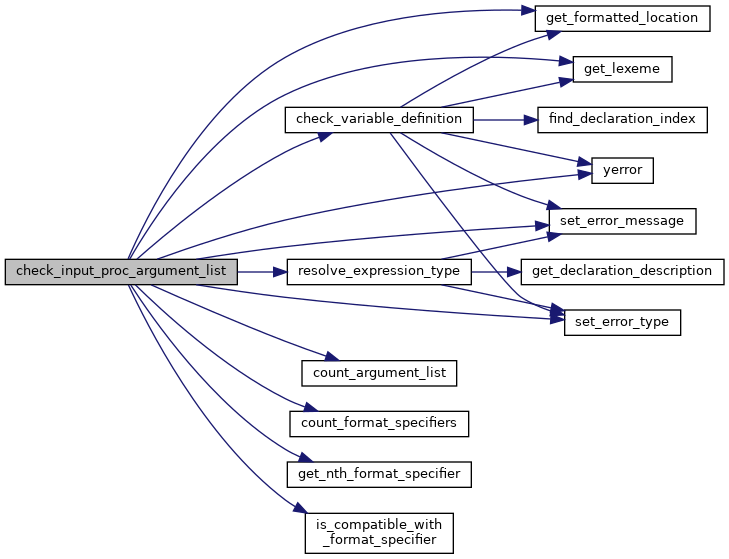 get_formatted_location
get_lexeme
check_variable_definition
find_declaration_index
yerror
set_error_message
check_input_proc_argument_list
resolve_expression_type
get_declaration_description
set_error_type
count_argument_list
count_format_specifiers
get_nth_format_specifier
is_compatible_with
_format_specifier